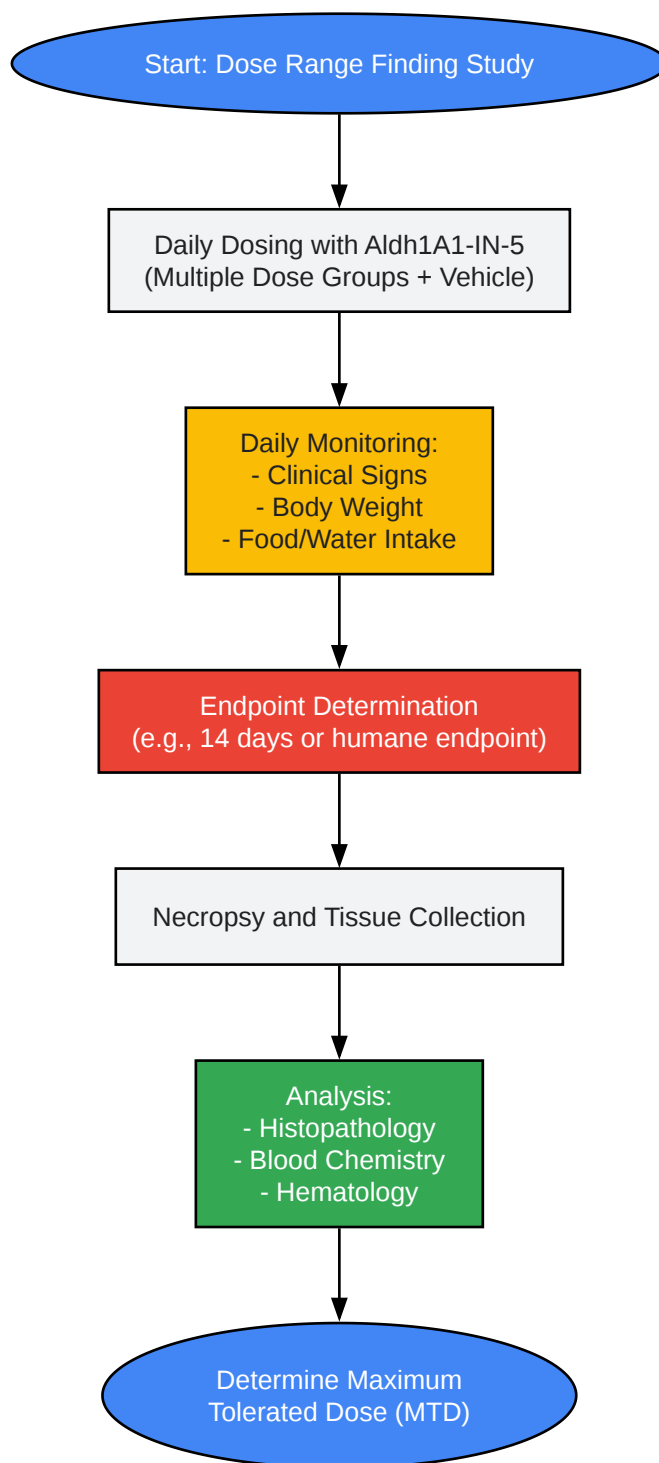 Start: Dose Range Finding Study
Daily Dosing with Aldh1A1-IN-5
(Multiple Dose Groups + Vehicle)
Daily Monitoring:
- Clinical Signs
- Body Weight
- Food/Water Intake
Endpoint Determination
(e.g., 14 days or humane endpoint)
Necropsy and Tissue Collection
Analysis:
- Histopathology
- Blood Chemistry
- Hematology
Determine Maximum
Tolerated Dose (MTD)